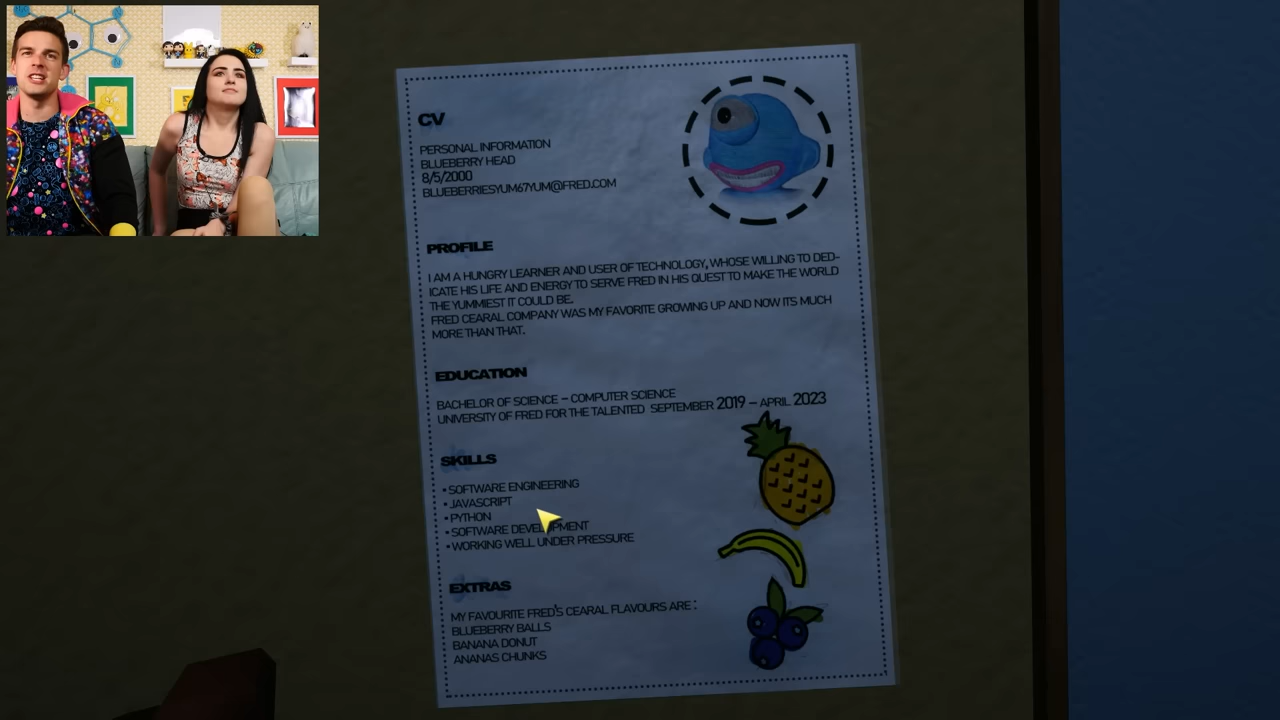 CV
PERSONAL INFORMATION
BLUEBERRY HEAD
8/5/2000
BLUEBERRIESYUM67YUM@FRED.COM
PROFILE
I AM A HUNGRY LEARNER AND USER OF TECHNOLOGY, WHOSE WILLING TO DED-
ICATE HIS LIFE AND ENERGY TO SERVE FRED IN HIS QUEST TO MAKE THE WORLD
THE YUMMIEST IT COULD BE.
FRED CEARAL COMPANY WAS MY FAVORITE GROWING UP AND NOW ITS MUCH
MORE THAN THAT.
EDUCATION
BACHELOR OF SCIENCE - COMPUTER SCIENCE
UNIVERSITY OF FRED FOR THE TALENTED SEPTEMBER 2019 - APRIL 2023
SKILLS
• SOFTWARE ENGINEERING
• JAVASCRIPT
• PYTHON
• SOFTWARE DEVELOPMENT
• WORKING WELL UNDER PRESSURE
EXTRAS
MY FAVOURITE FRED'S CEARAL FLAVOURS ARE :
BLUEBERRY BALLS
BANANA DONUT
ANANAS CHUNKS